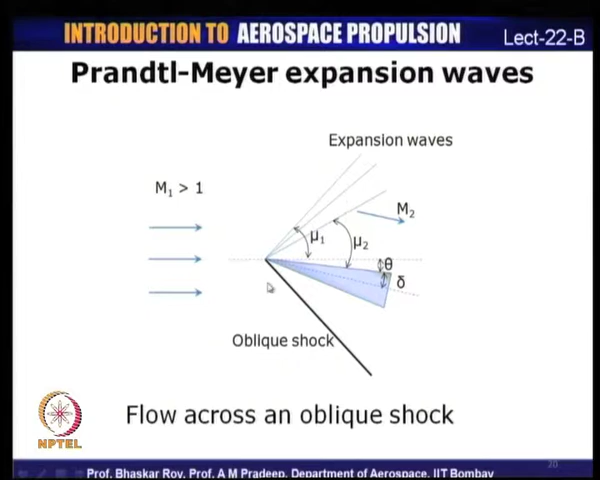 INTRODUCTION TO AEROSPACE PROPULSION
Lect-22-B
Prandtl-Meyer expansion waves
Expansion waves
M₁ > 1
M₂
μ₁
μ₂
θ
δ
Oblique shock
Flow across an oblique shock
NPTEL
20
Prof. Bhaskar Roy, Prof. A M Pradeep, Department of Aerospace, IIT Bombay